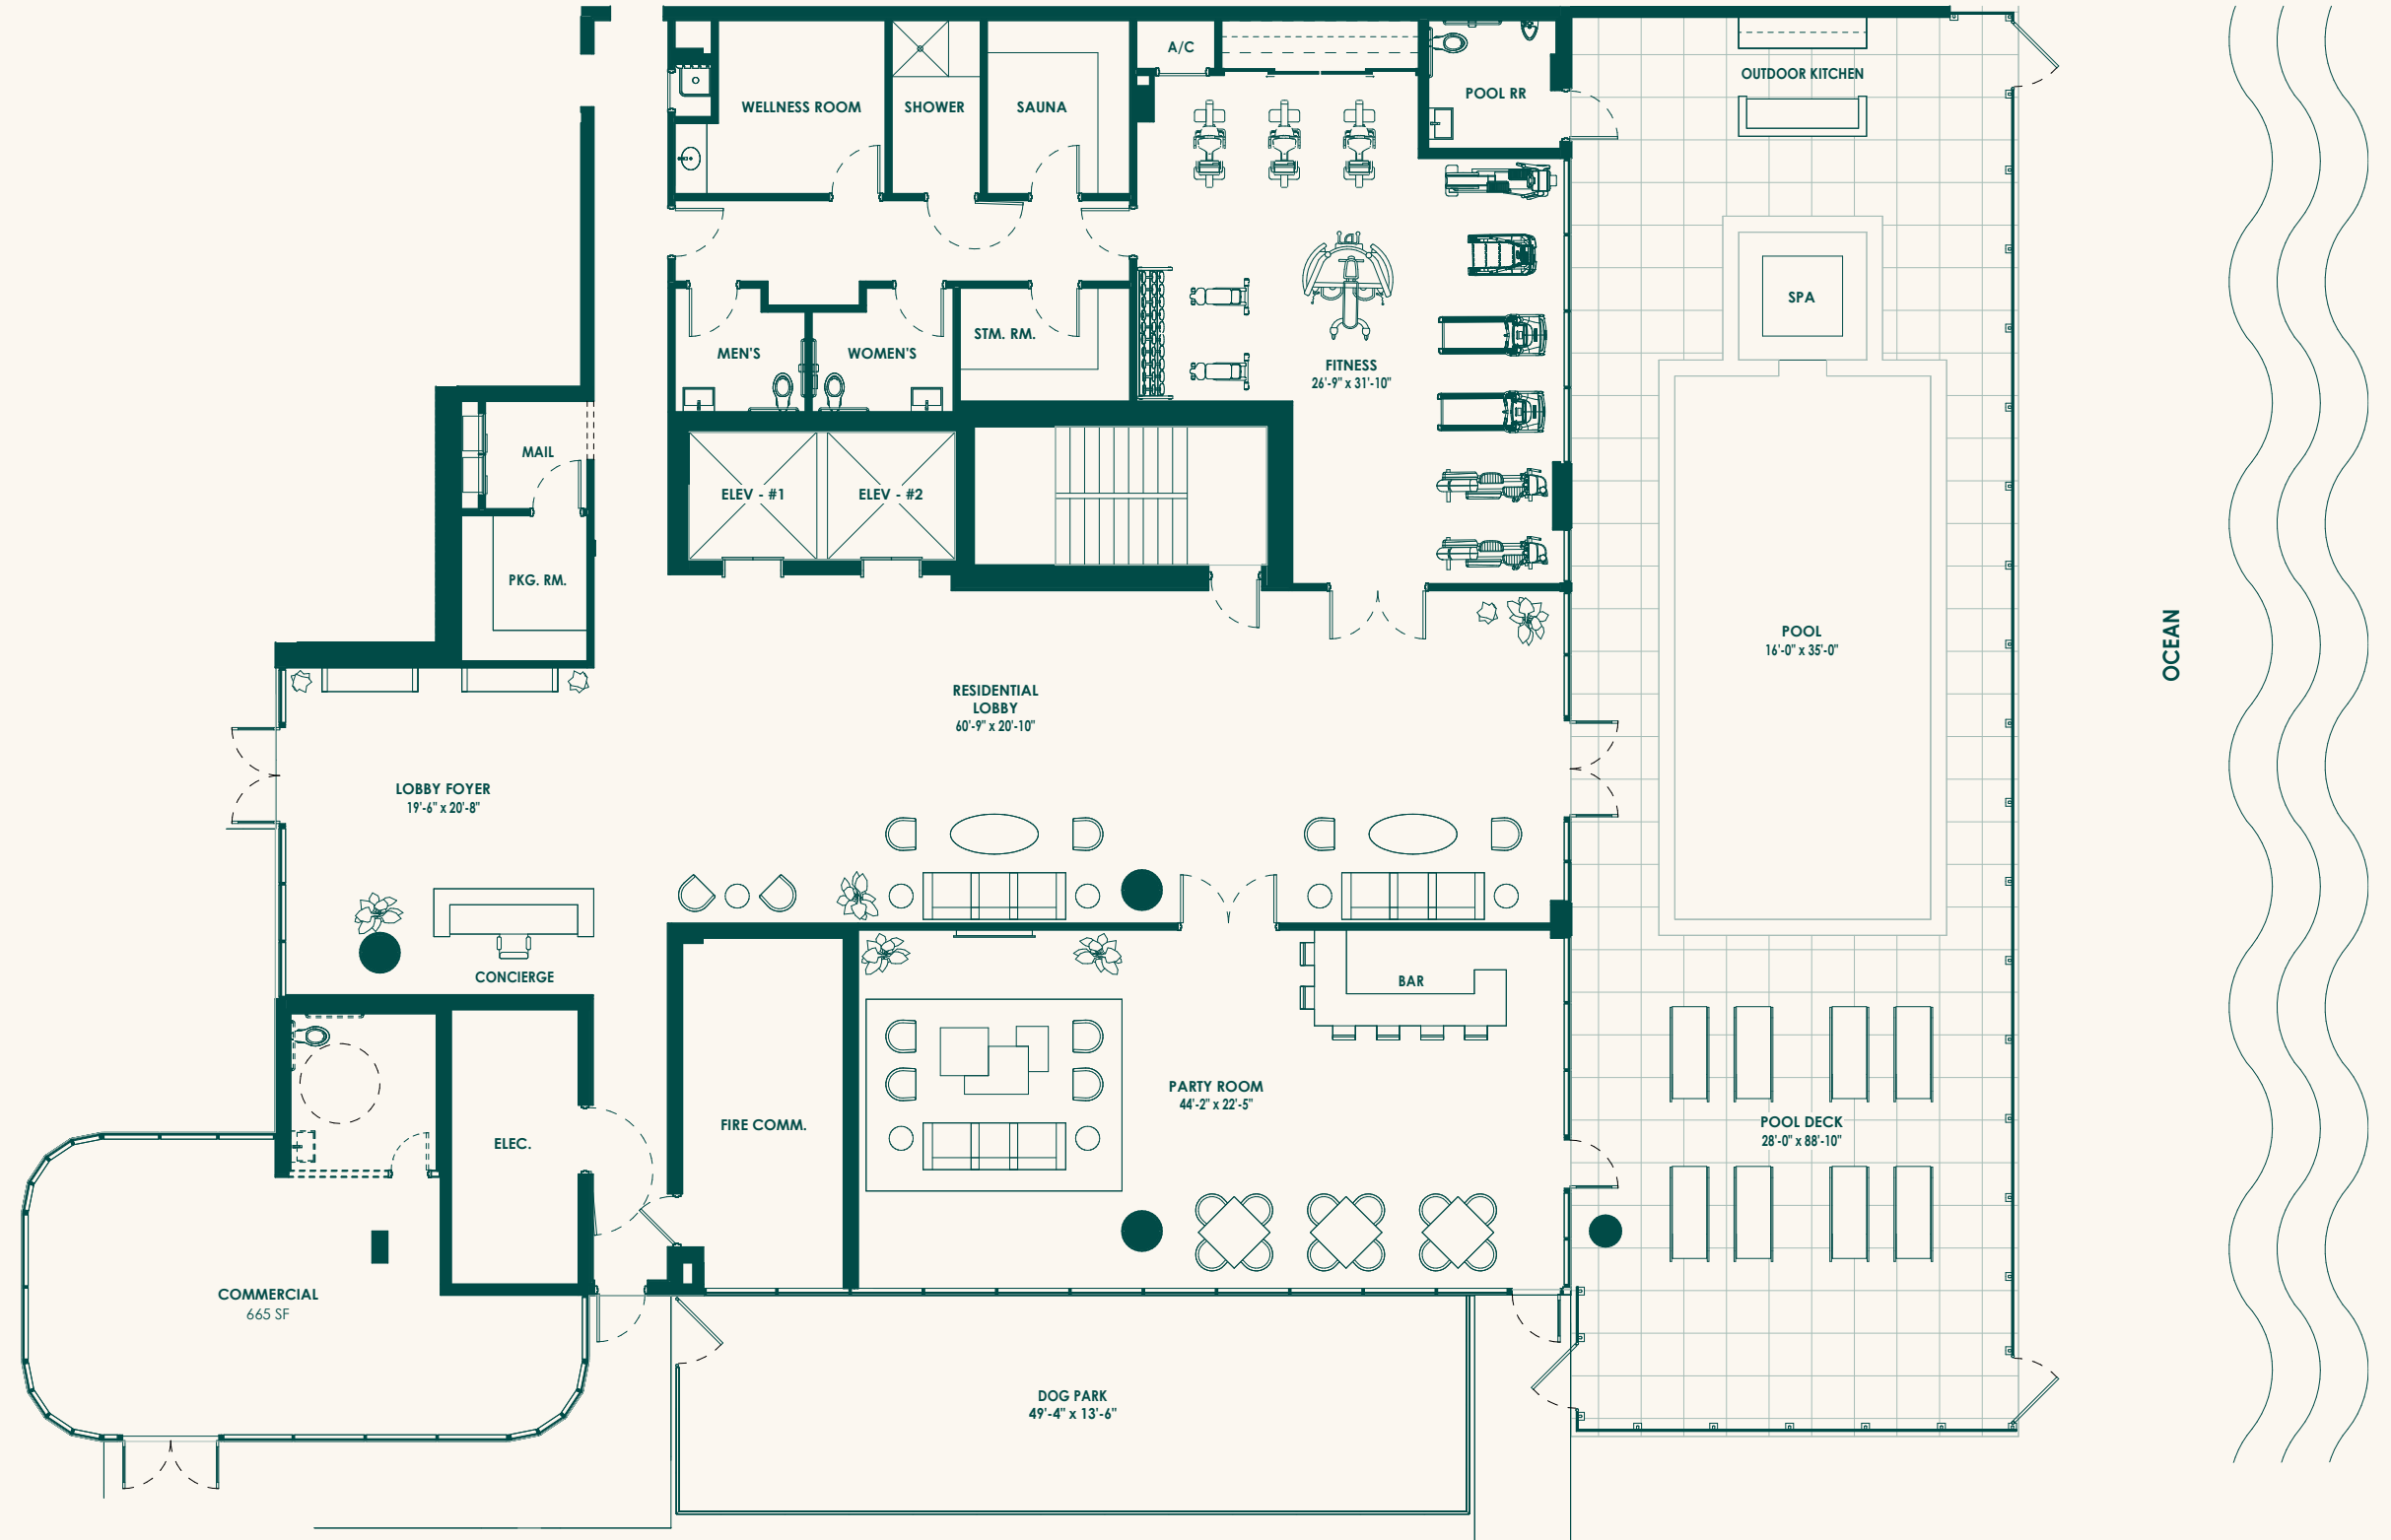 A/C
OUTDOOR KITCHEN
WELLNESS ROOM
SHOWER
SAUNA
POOL RR
SPA
STM. RM.
MEN'S
WOMEN'S
FITNESS
26'-9" x 31'-10"
MAIL
ELEV - #1
ELEV - #2
PKG. RM.
POOL
16'-0" x 35'-0"
OCEAN
RESIDENTIAL
LOBBY
60'-9" x 20'-10"
LOBBY FOYER
19'-6" x 20'-8"
CONCIERGE
BAR
PARTY ROOM
44'-2" x 22'-5"
POOL DECK
28'-0" x 88'-10"
FIRE COMM.
ELEC.
COMMERCIAL
665 SF
DOG PARK
49'-4" x 13'-6"